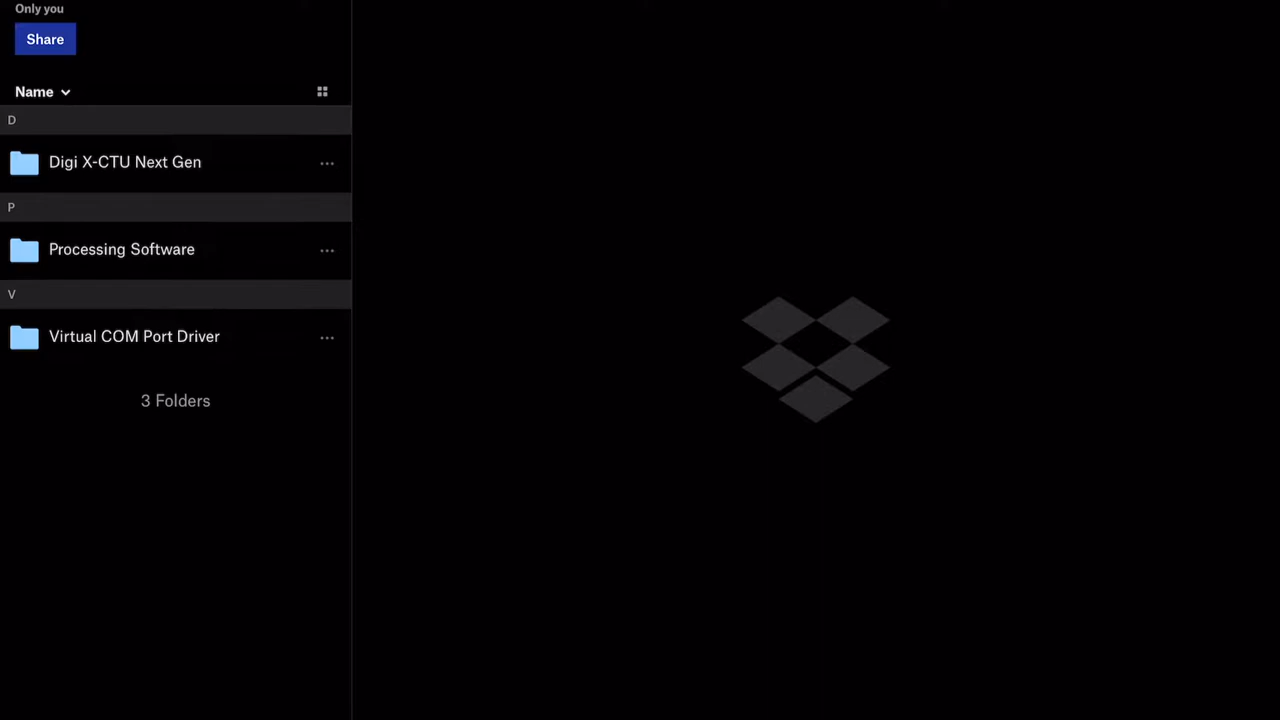 Only you
Share
Name
D
Digi X-CTU Next Gen
P
Processing Software
V
Virtual COM Port Driver
3 Folders